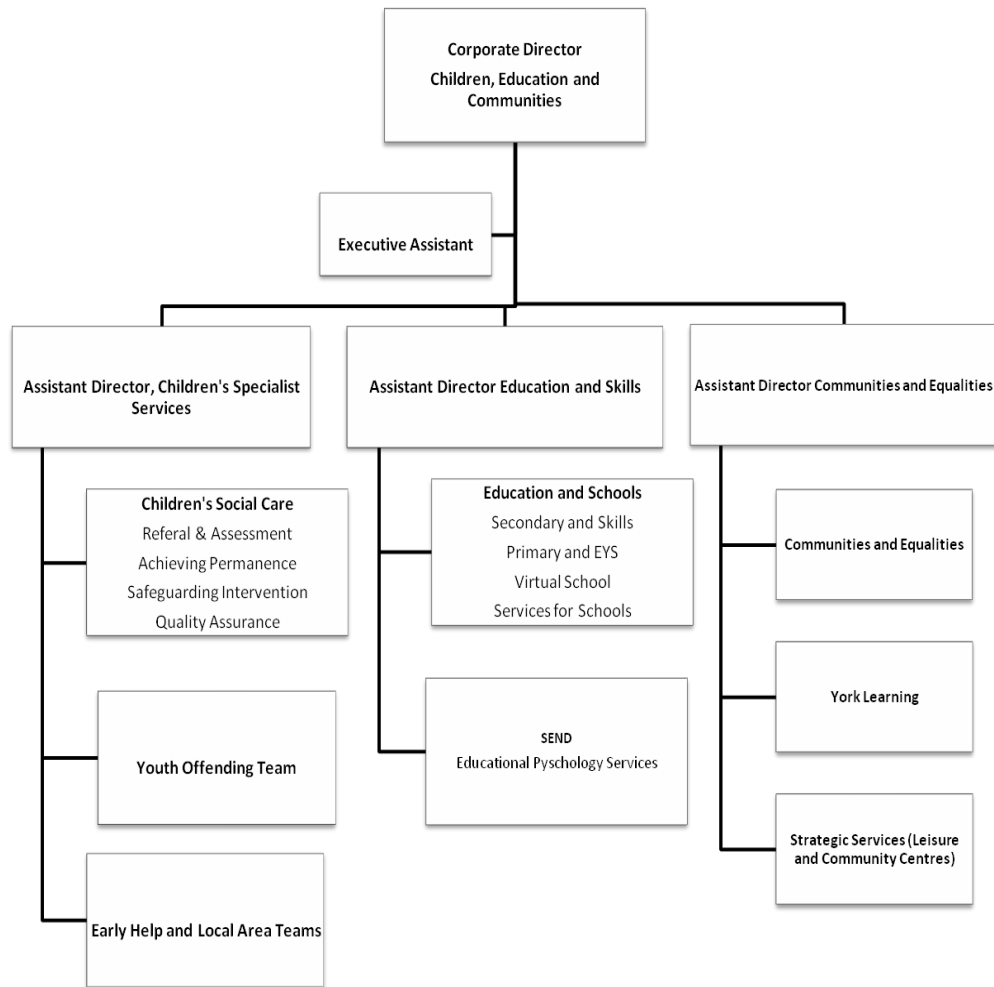 Corporate Director
Children, Education and
Communities
Executive Assistant
Assistant Director, Children's Specialist
Services
Assistant Director Education and Skills
Assistant Director Communities and Equalities
Children's Social Care
Referal & Assessment
Achieving Permanence
Safeguarding Intervention
Quality Assurance
Youth Offending Team
Early Help and Local Area Teams
Education and Schools
Secondary and Skills
Primary and EYS
Virtual School
Services for Schools
SEND
Educational Pyschology Services
Communities and Equalities
York Learning
Strategic Services (Leisure
and Community Centres)